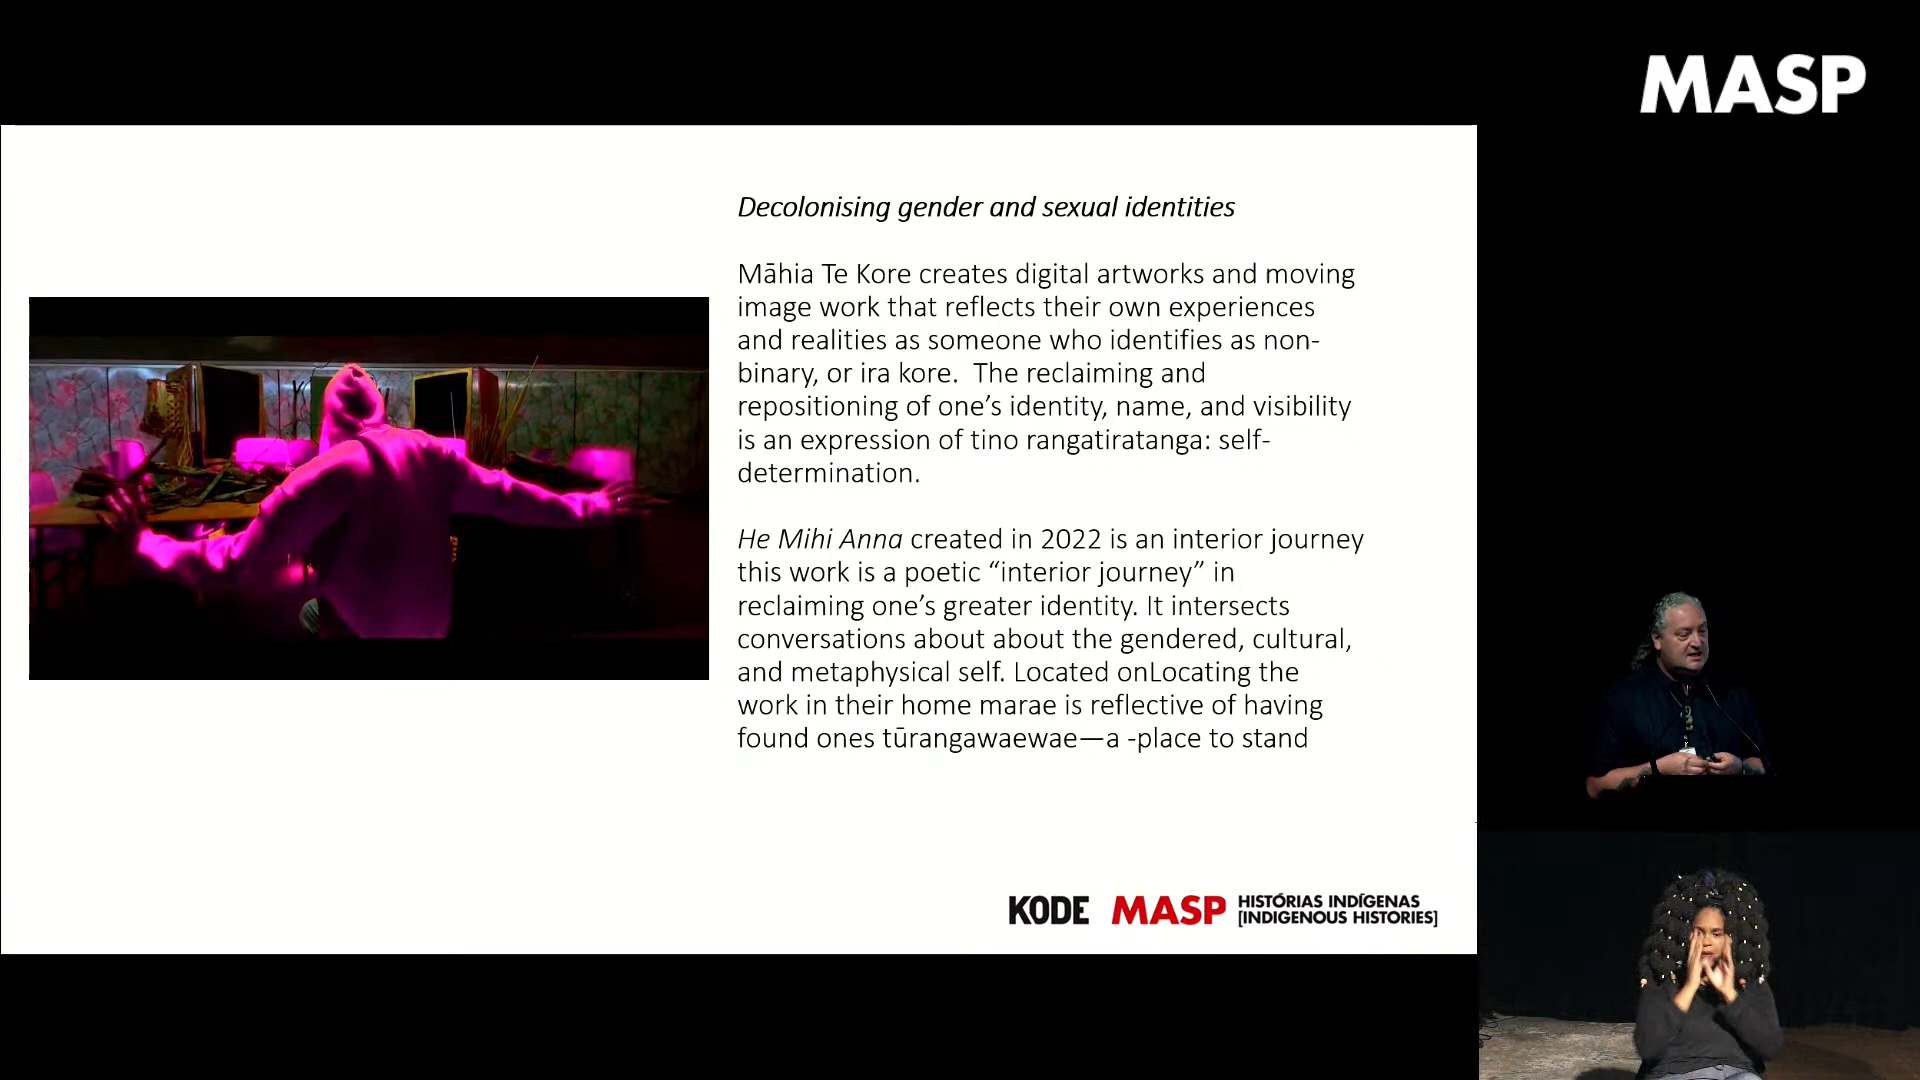 MASP
Decolonising gender and sexual identities
Māhia Te Kore creates digital artworks and moving
image work that reflects their own experiences
and realities as someone who identifies as non-
binary, or ira kore.  The reclaiming and
repositioning of one’s identity, name, and visibility
is an expression of tino rangatiratanga: self-
determination.
He Mihi Anna created in 2022 is an interior journey
this work is a poetic “interior journey” in
reclaiming one’s greater identity. It intersects
conversations about about the gendered, cultural,
and metaphysical self. Located onLocating the
work in their home marae is reflective of having
found ones tūrangawaewae—a -place to stand
KODE MASP HISTÓRIAS INDÍGENAS
[INDIGENOUS HISTORIES]